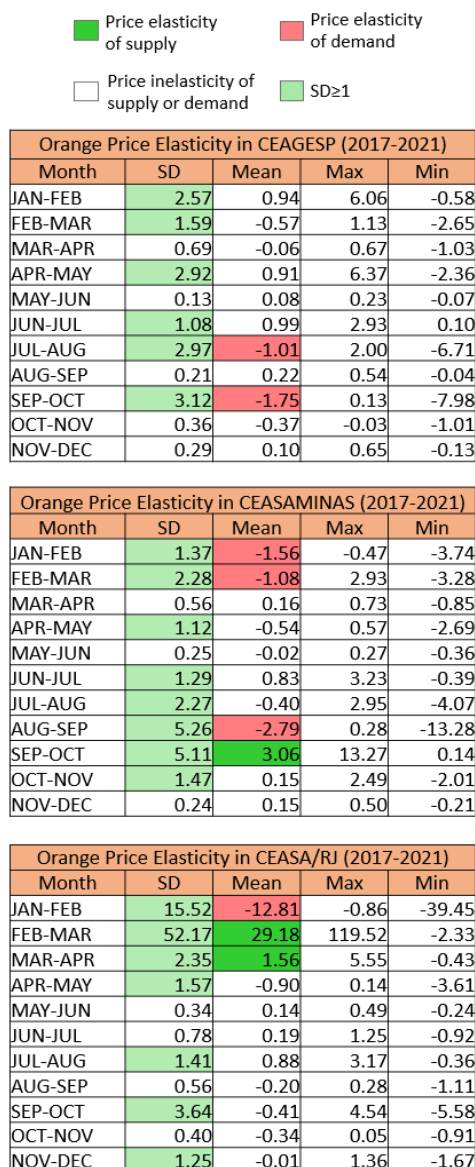 Price elasticity of supply
Price elasticity of demand
Price inelasticity of supply or demand
SD≥1
Orange Price Elasticity in CEAGESP (2017-2021)
Month SD Mean Max Min
JAN-FEB 2.57 0.94 6.06 -0.58
FEB-MAR 1.59 -0.57 1.13 -2.65
MAR-APR 0.69 -0.06 0.67 -1.03
APR-MAY 2.92 0.91 6.37 -2.36
MAY-JUN 0.13 0.08 0.23 -0.07
JUN-JUL 1.08 0.99 2.93 0.10
JUL-AUG 2.97 -1.01 2.00 -6.71
AUG-SEP 0.21 0.22 0.54 -0.04
SEP-OCT 3.12 -1.75 0.13 -7.98
OCT-NOV 0.36 -0.37 -0.03 -1.01
NOV-DEC 0.29 0.10 0.65 -0.13
Orange Price Elasticity in CEASAMINAS (2017-2021)
Month SD Mean Max Min
JAN-FEB 1.37 -1.56 -0.47 -3.74
FEB-MAR 2.28 -1.08 2.93 -3.28
MAR-APR 0.56 0.16 0.73 -0.85
APR-MAY 1.12 -0.54 0.57 -2.69
MAY-JUN 0.25 -0.02 0.27 -0.36
JUN-JUL 1.29 0.83 3.23 -0.39
JUL-AUG 2.27 -0.40 2.95 -4.07
AUG-SEP 5.26 -2.79 0.28 -13.28
SEP-OCT 5.11 3.06 13.27 0.14
OCT-NOV 1.47 0.15 2.49 -2.01
NOV-DEC 0.24 0.15 0.50 -0.21
Orange Price Elasticity in CEASA/RJ (2017-2021)
Month SD Mean Max Min
JAN-FEB 15.52 -12.81 -0.86 -39.45
FEB-MAR 52.17 29.18 119.52 -2.33
MAR-APR 2.35 1.56 5.55 -0.43
APR-MAY 1.57 -0.90 0.14 -3.61
MAY-JUN 0.34 0.14 0.49 -0.24
JUN-JUL 0.78 0.19 1.25 -0.92
JUL-AUG 1.41 0.88 3.17 -0.36
AUG-SEP 0.56 -0.20 0.28 -1.11
SEP-OCT 3.64 -0.41 4.54 -5.58
OCT-NOV 0.40 -0.34 0.05 -0.91
NOV-DEC 1.25 -0.01 1.36 -1.67